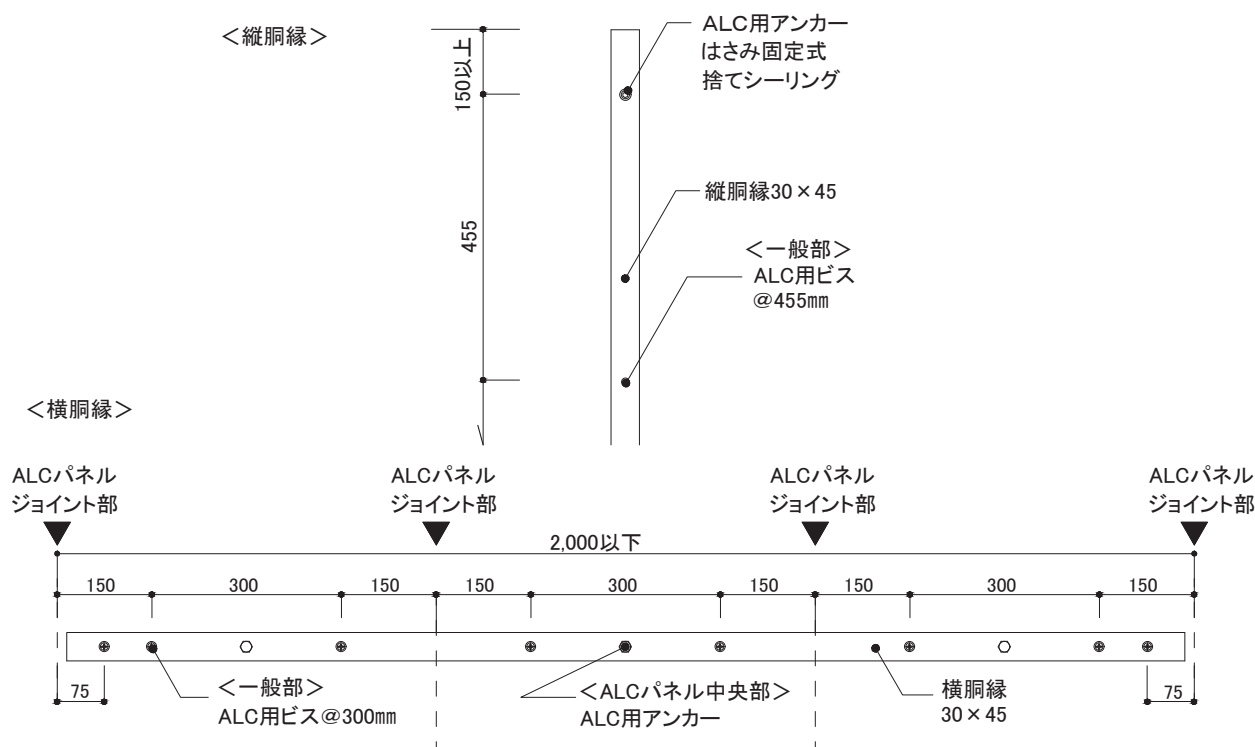 <縦胴縁>
ALC用アンカー
はさみ固定式
捨てシーリング
150以上
455
縦胴縁30×45
<一般部>
ALC用ビス
@455mm
<横胴縁>
ALCパネル
ジョイント部
ALCパネル
ジョイント部
ALCパネル
ジョイント部
ALCパネル
ジョイント部
2,000以下
150
300
150
150
300
150
150
300
150
75
<一般部>
ALC用ビス@300mm
<ALCパネル中央部>
ALC用アンカー
横胴縁
30×45
75